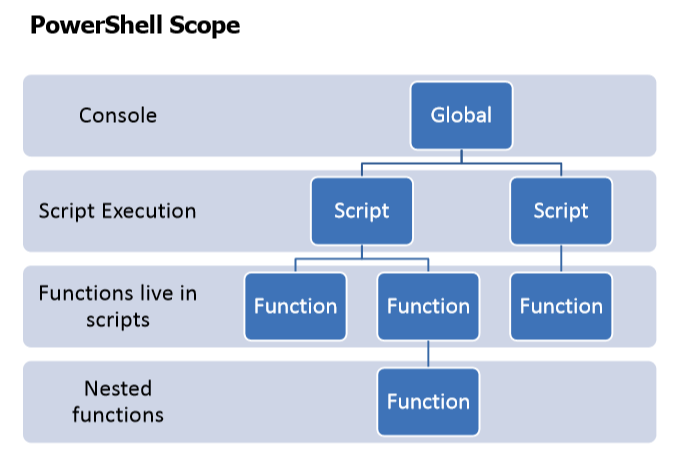 PowerShell Scope
Console
Global
Script Execution
Script
Script
Functions live in
scripts
Function
Function
Function
Nested
functions
Function